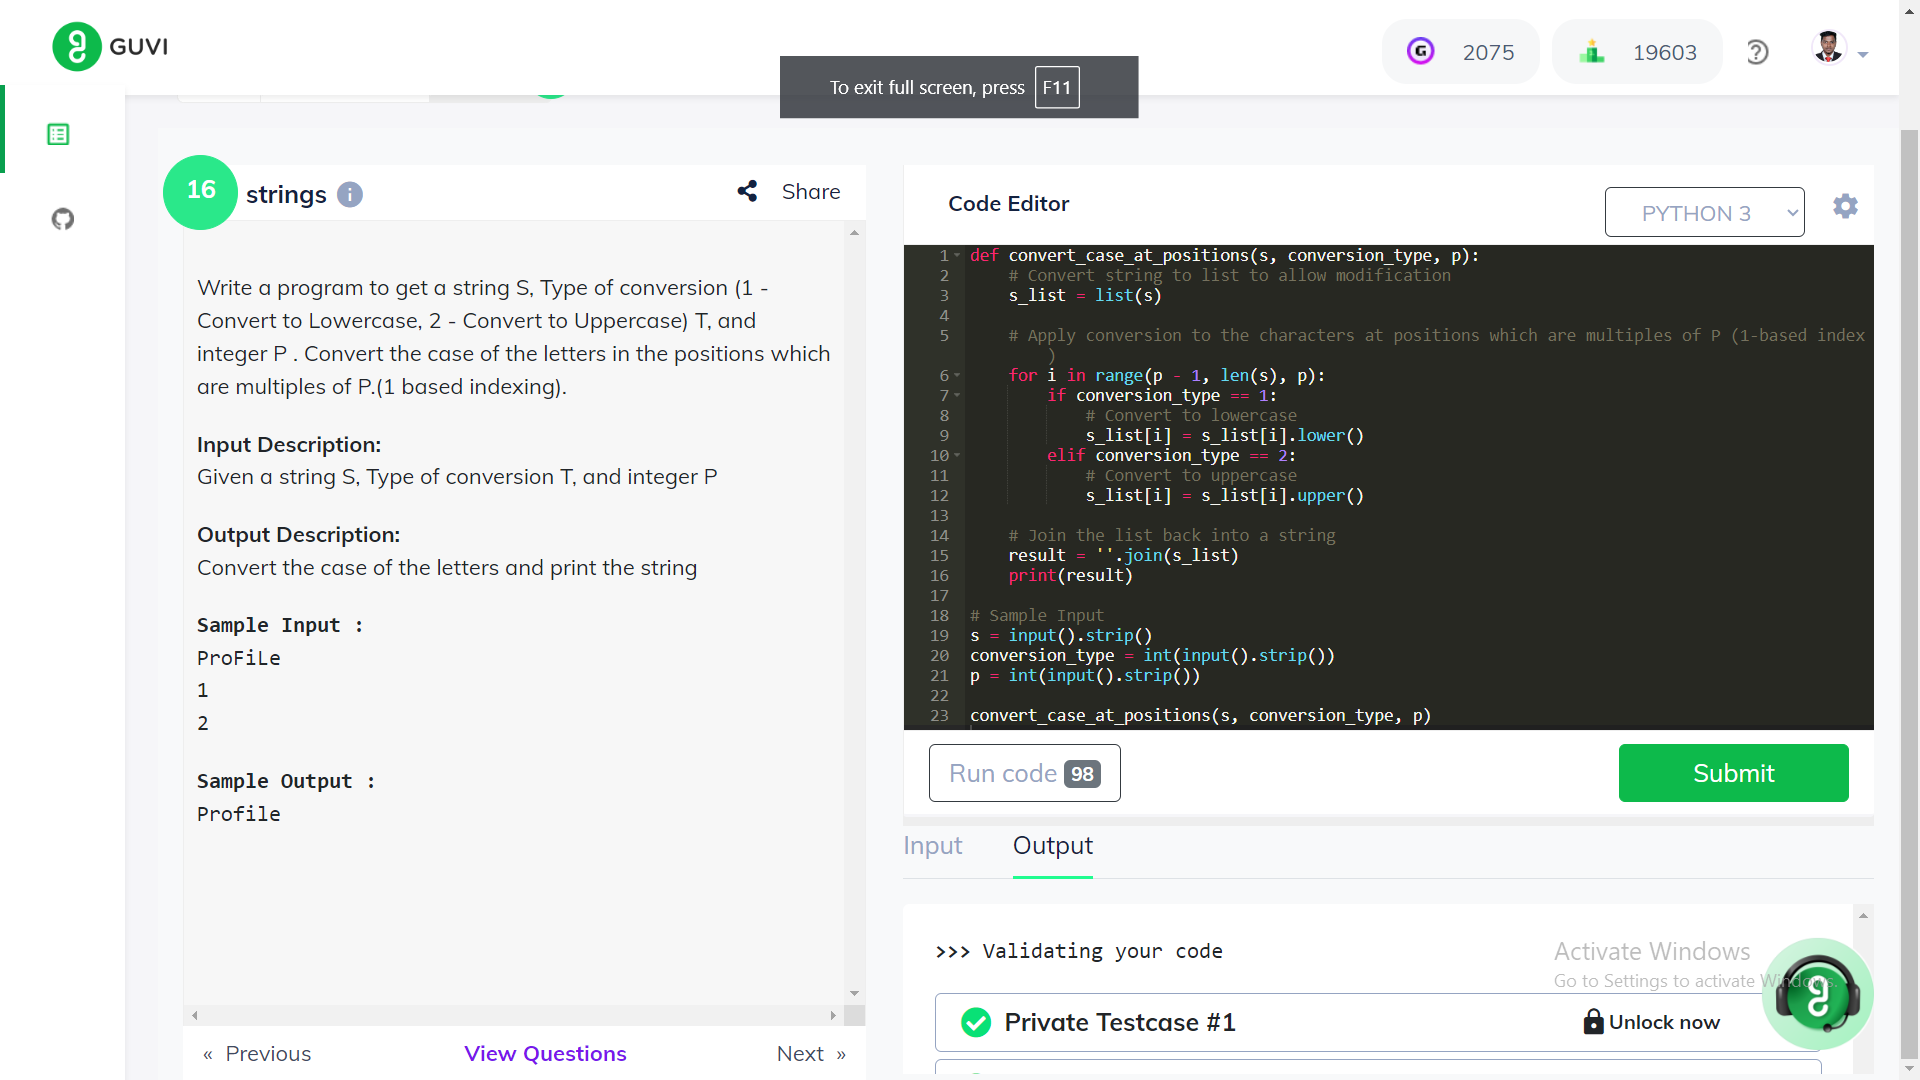 GUVI
2075
19603
To exit full screen, press F11
16
strings
Share
Write a program to get a string S, Type of conversion (1 -
Convert to Lowercase, 2 - Convert to Uppercase) T, and
integer P . Convert the case of the letters in the positions which
are multiples of P.(1 based indexing).
Input Description:
Given a string S, Type of conversion T, and integer P
Output Description:
Convert the case of the letters and print the string
Sample Input :
ProFiLe
1
2
Sample Output :
Profile
« Previous
View Questions
Next »
Code Editor
PYTHON 3
1 def convert_case_at_positions(s, conversion_type, p):
2 # Convert string to list to allow modification
3 s_list = list(s)
4
5 # Apply conversion to the characters at positions which are multiples of P (1-based index
)
6 for i in range(p - 1, len(s), p):
7 if conversion_type == 1:
8 # Convert to lowercase
9 s_list[i] = s_list[i].lower()
10 elif conversion_type == 2:
11 # Convert to uppercase
12 s_list[i] = s_list[i].upper()
13
14 # Join the list back into a string
15 result = ''.join(s_list)
16 print(result)
17
18 # Sample Input
19 s = input().strip()
20 conversion_type = int(input().strip())
21 p = int(input().strip())
22
23 convert_case_at_positions(s, conversion_type, p)
Run code 98
Submit
Input
Output
>>> Validating your code
Activate Windows
Go to Settings to activate Windows.
Private Testcase #1
Unlock now